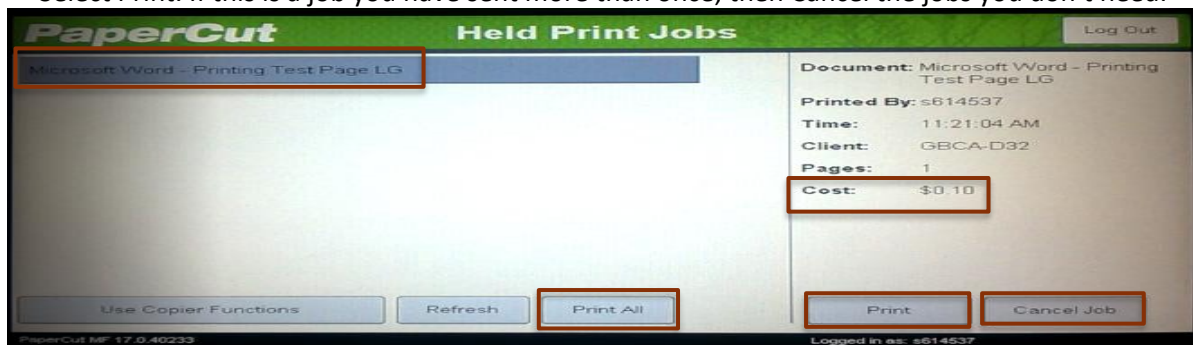 Select Print. If this is a job you have sent more than once, then Cancel the jobs you don't need.
PaperCut
Held Print Jobs
Log Out
Microsoft Word - Printing Test Page LG
Document: Microsoft Word - Printing
Test Page LG
Printed By: s614537
Time: 11:21:04 AM
Client: GBCA-D32
Pages: 1
Cost: $0.10
Use Copier Functions
Refresh
Print All
Print
Cancel Job
PaperCut MF 17.0.40233
Logged in as: s614537